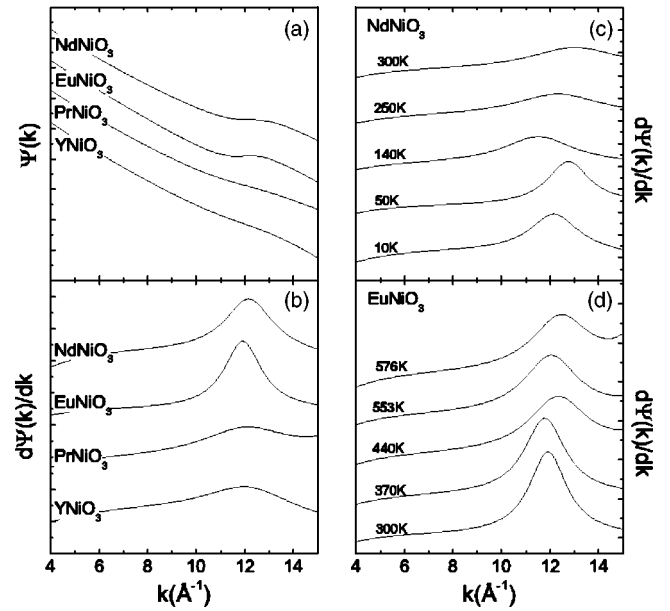 (a)
NdNiO₃
EuNiO₃
PrNiO₃
YNiO₃
Ψ(k)
(b)
NdNiO₃
EuNiO₃
PrNiO₃
YNiO₃
dΨ(k)/dk
4 6 8 10 12 14
k(Å⁻¹)
NdNiO₃ (c)
300K
250K
140K
50K
10K
dΨ(k)/dk
EuNiO₃ (d)
576K
553K
440K
370K
300K
dΨ(k)/dk
4 6 8 10 12 14
k(Å⁻¹)